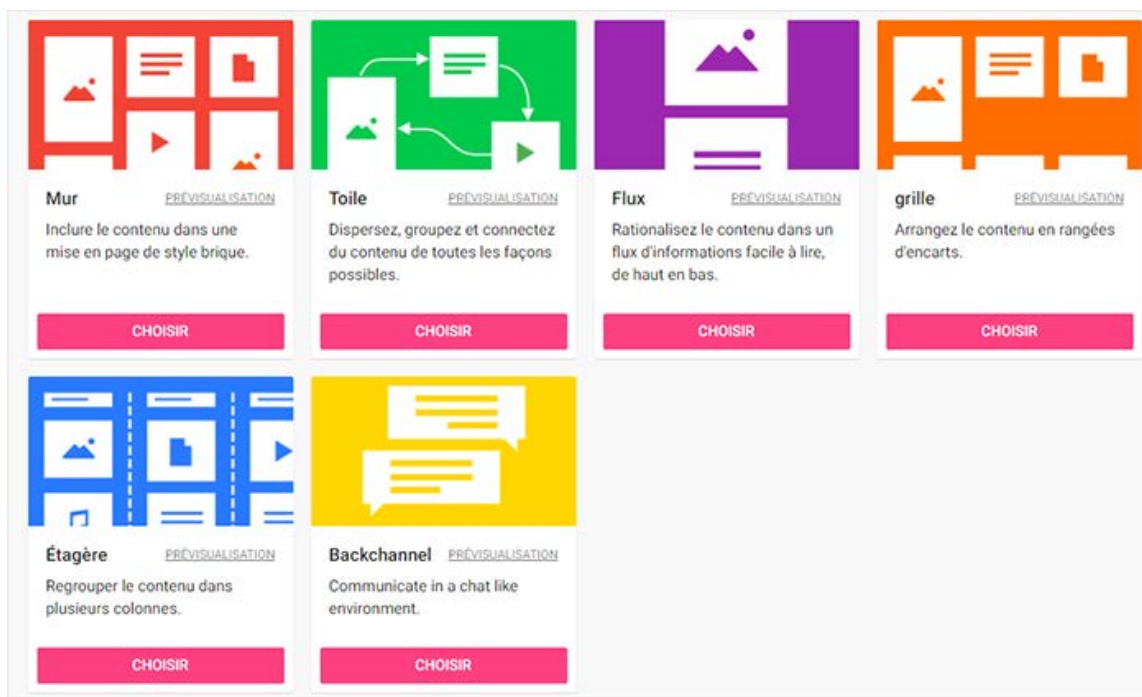 Mur PRÉVISUALISATION
Inclure le contenu dans une
mise en page de style brique.
CHOISIR
Toile PRÉVISUALISATION
Dispersez, groupez et connectez
du contenu de toutes les façons
possibles.
CHOISIR
Flux PRÉVISUALISATION
Rationalisez le contenu dans un
flux d'informations facile à lire,
de haut en bas.
CHOISIR
grille PRÉVISUALISATION
Arrangez le contenu en rangées
d'encarts.
CHOISIR
Étagère PRÉVISUALISATION
Regrouper le contenu dans
plusieurs colonnes.
CHOISIR
Backchannel PRÉVISUALISATION
Communicate in a chat like
environment.
CHOISIR